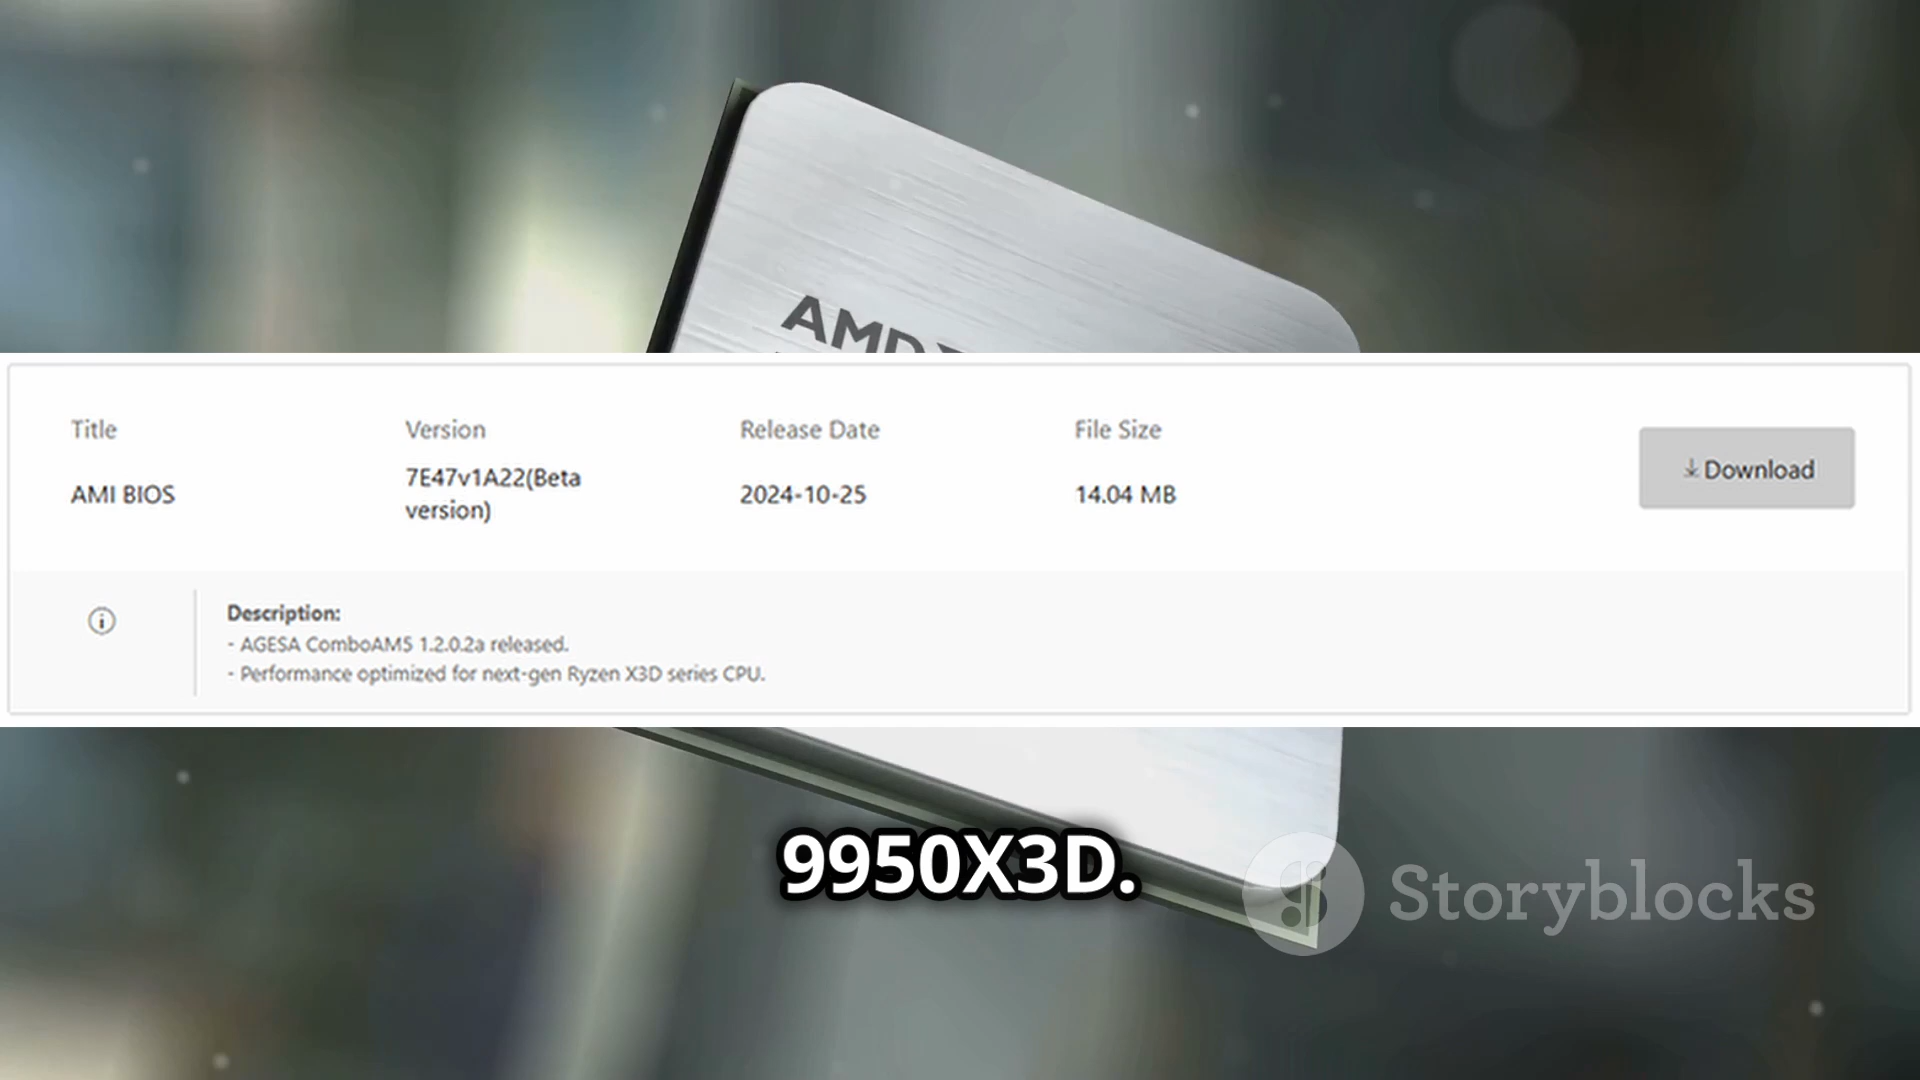 AMD
Title
Version
Release Date
File Size
Download
AMI BIOS
7E47v1A22(Beta
version)
2024-10-25
14.04 MB
Description:
- AGESA ComboAM5 1.2.0.2a released.
- Performance optimized for next-gen Ryzen X3D series CPU.
9950X3D.
Storyblocks